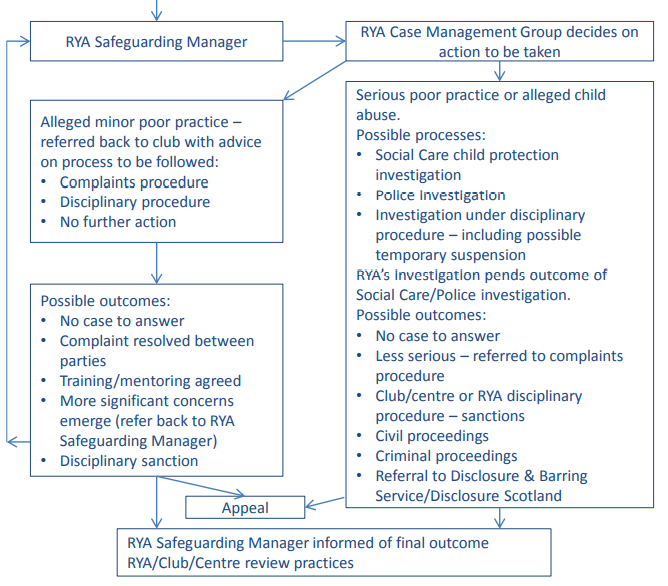 RYA Safeguarding Manager
RYA Case Management Group decides on
action to be taken
Alleged minor poor practice –
referred back to club with advice
on process to be followed:
• Complaints procedure
• Disciplinary procedure
• No further action
Serious poor practice or alleged child
abuse.
Possible processes:
• Social Care child protection
investigation
• Police Investigation
• Investigation under disciplinary
procedure – including possible
temporary suspension
RYA's Investigation pends outcome of
Social Care/Police investigation.
Possible outcomes:
• No case to answer
• Less serious – referred to complaints
procedure
• Club/centre or RYA disciplinary
procedure – sanctions
• Civil proceedings
• Criminal proceedings
• Referral to Disclosure & Barring
Service/Disclosure Scotland
Possible outcomes:
• No case to answer
• Complaint resolved between
parties
• Training/mentoring agreed
• More significant concerns
emerge (refer back to RYA
Safeguarding Manager)
• Disciplinary sanction
Appeal
RYA Safeguarding Manager informed of final outcome
RYA/Club/Centre review practices